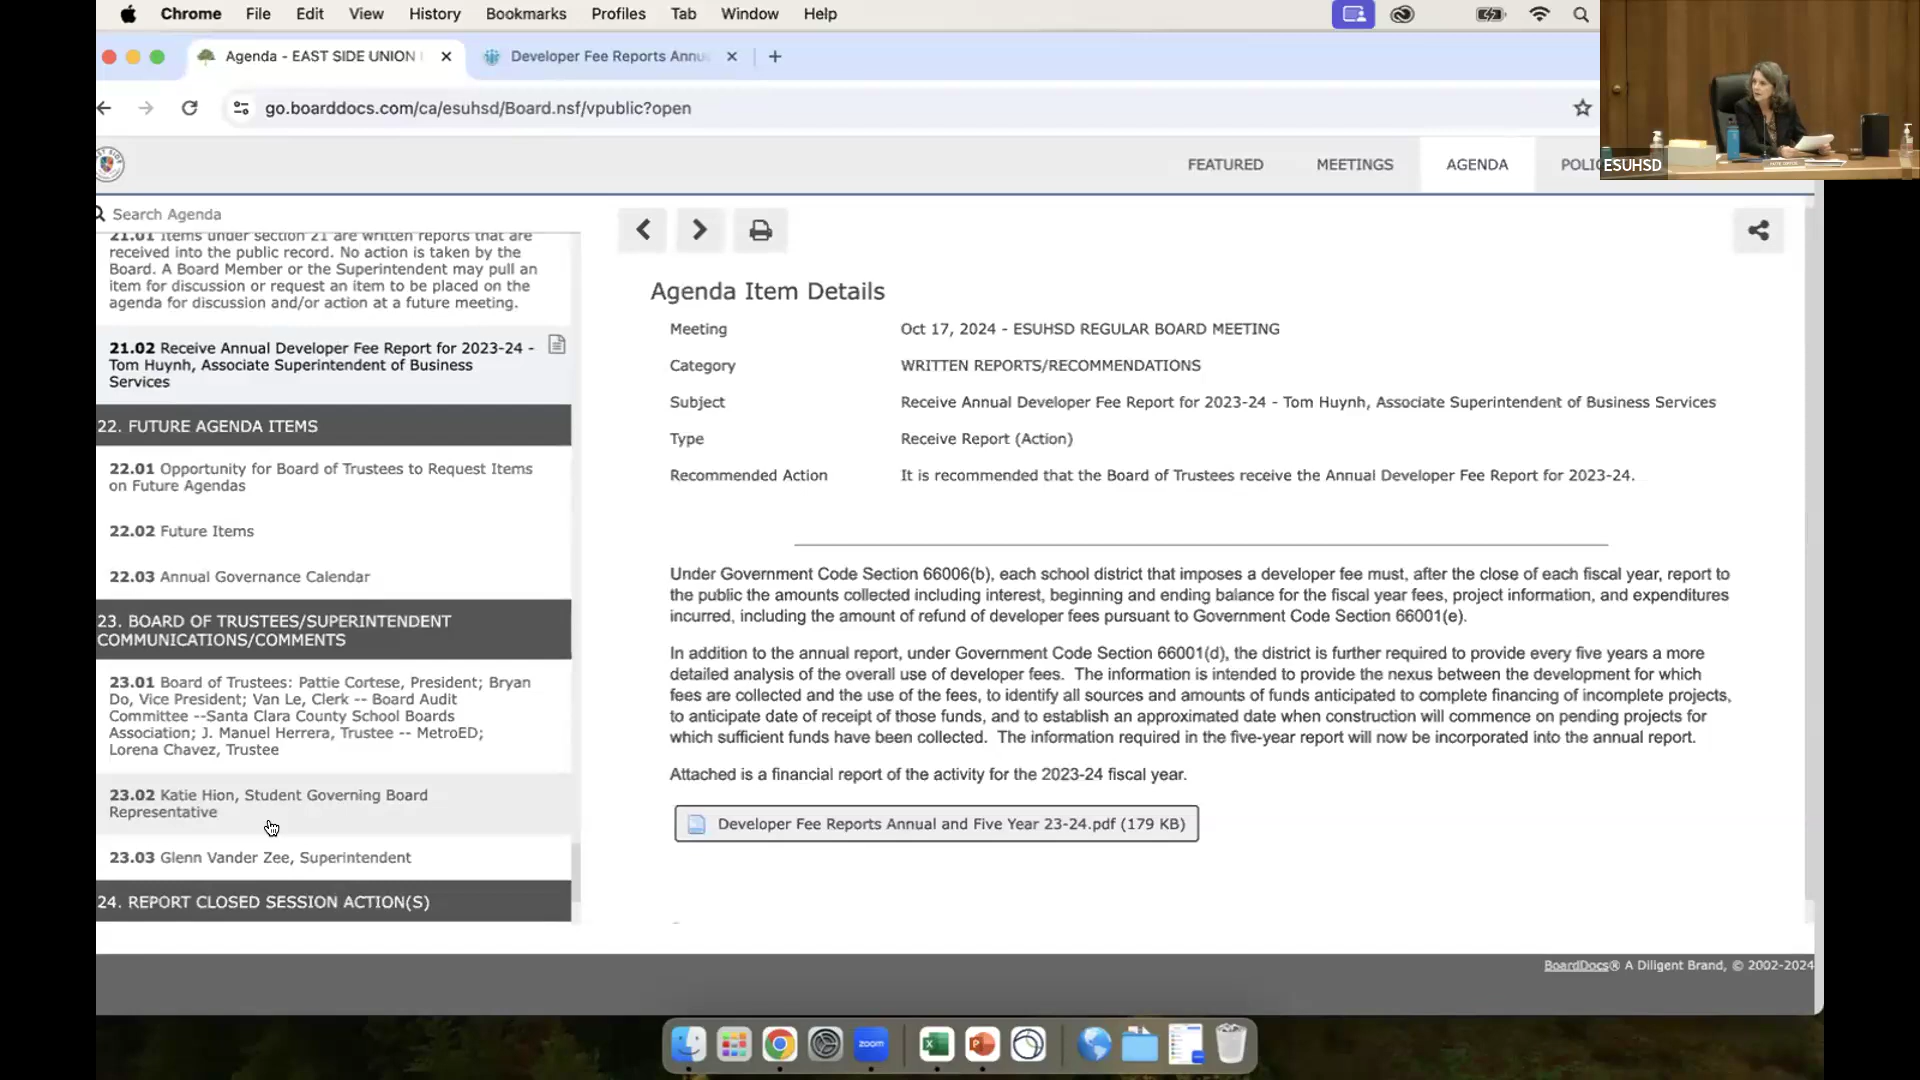 Chrome File Edit View History Bookmarks Profiles Tab Window Help
Agenda - EAST SIDE UNION
Developer Fee Reports Annu
go.boarddocs.com/ca/esuhsd/Board.nsf/vpublic?open
ESUHSD
FEATURED MEETINGS AGENDA POLIC
Search Agenda
21.01 Items under section 21 are written reports that are
received into the public record. No action is taken by the
Board. A Board Member or the Superintendent may pull an
item for discussion or request an item to be placed on the
agenda for discussion and/or action at a future meeting.
21.02 Receive Annual Developer Fee Report for 2023-24 -
Tom Huynh, Associate Superintendent of Business
Services
22. FUTURE AGENDA ITEMS
22.01 Opportunity for Board of Trustees to Request Items
on Future Agendas
22.02 Future Items
22.03 Annual Governance Calendar
23. BOARD OF TRUSTEES/SUPERINTENDENT
COMMUNICATIONS/COMMENTS
23.01 Board of Trustees: Pattie Cortese, President; Bryan
Do, Vice President; Van Le, Clerk -- Board Audit
Committee --Santa Clara County School Boards
Association; J. Manuel Herrera, Trustee -- MetroED;
Lorena Chavez, Trustee
23.02 Katie Hion, Student Governing Board
Representative
23.03 Glenn Vander Zee, Superintendent
24. REPORT CLOSED SESSION ACTION(S)
Agenda Item Details
Meeting Oct 17, 2024 - ESUHSD REGULAR BOARD MEETING
Category WRITTEN REPORTS/RECOMMENDATIONS
Subject Receive Annual Developer Fee Report for 2023-24 - Tom Huynh, Associate Superintendent of Business Services
Type Receive Report (Action)
Recommended Action It is recommended that the Board of Trustees receive the Annual Developer Fee Report for 2023-24.
Under Government Code Section 66006(b), each school district that imposes a developer fee must, after the close of each fiscal year, report to
the public the amounts collected including interest, beginning and ending balance for the fiscal year fees, project information, and expenditures
incurred, including the amount of refund of developer fees pursuant to Government Code Section 66001(e).
In addition to the annual report, under Government Code Section 66001(d), the district is further required to provide every five years a more
detailed analysis of the overall use of developer fees. The information is intended to provide the nexus between the development for which
fees are collected and the use of the fees, to identify all sources and amounts of funds anticipated to complete financing of incomplete projects,
to anticipate date of receipt of those funds, and to establish an approximated date when construction will commence on pending projects for
which sufficient funds have been collected. The information required in the five-year report will now be incorporated into the annual report.
Attached is a financial report of the activity for the 2023-24 fiscal year.
Developer Fee Reports Annual and Five Year 23-24.pdf (179 KB)
BoardDocs® A Diligent Brand, © 2002-2024
zoom